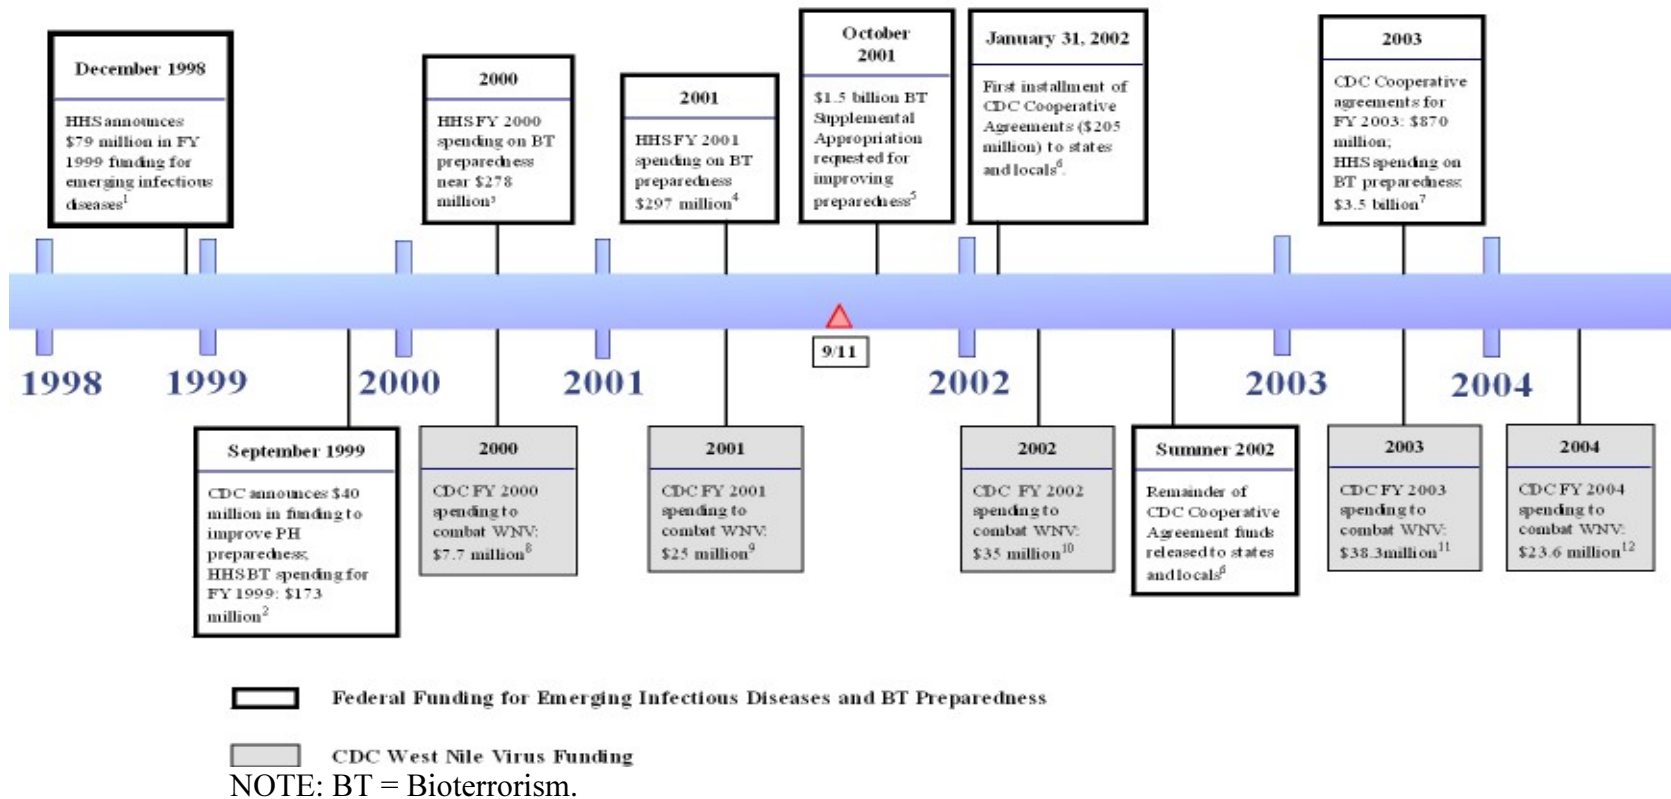 December 1998
HHS announces
$79 million in FY
1999 funding for
emerging infectious
diseases1
2000
HHS FY 2000
spending on BT
preparedness
near $278
million3
2001
HHS FY 2001
spending on BT
preparedness
$297 million4
October
2001
$1.5 billion BT
Supplemental
Appropriation
requested for
improving
preparedness5
January 31, 2002
First installment of
CDC Cooperative
Agreements ($205
million) to states
and locals6.
2003
CDC Cooperative
agreements for
FY 2003: $870
million;
HHS spending on
BT preparedness:
$3.5 billion7
9/11
1998
1999
2000
2001
2002
2003
2004
September 1999
CDC announces $40
million in funding to
improve PH
preparedness;
HHS BT spending for
FY 1999: $173
million2
2000
CDC FY 2000
spending to
combat WNV:
$7.7 million8
2001
CDC FY 2001
spending to
combat WNV:
$25 million9
2002
CDC FY 2002
spending to
combat WNV:
$35 million10
Summer 2002
Remainder of
CDC Cooperative
Agreement funds
released to states
and locals6
2003
CDC FY 2003
spending to
combat WNV:
$38.3million11
2004
CDC FY 2004
spending to
combat WNV:
$23.6 million12
Federal Funding for Emerging Infectious Diseases and BT Preparedness
CDC West Nile Virus Funding
NOTE: BT = Bioterrorism.